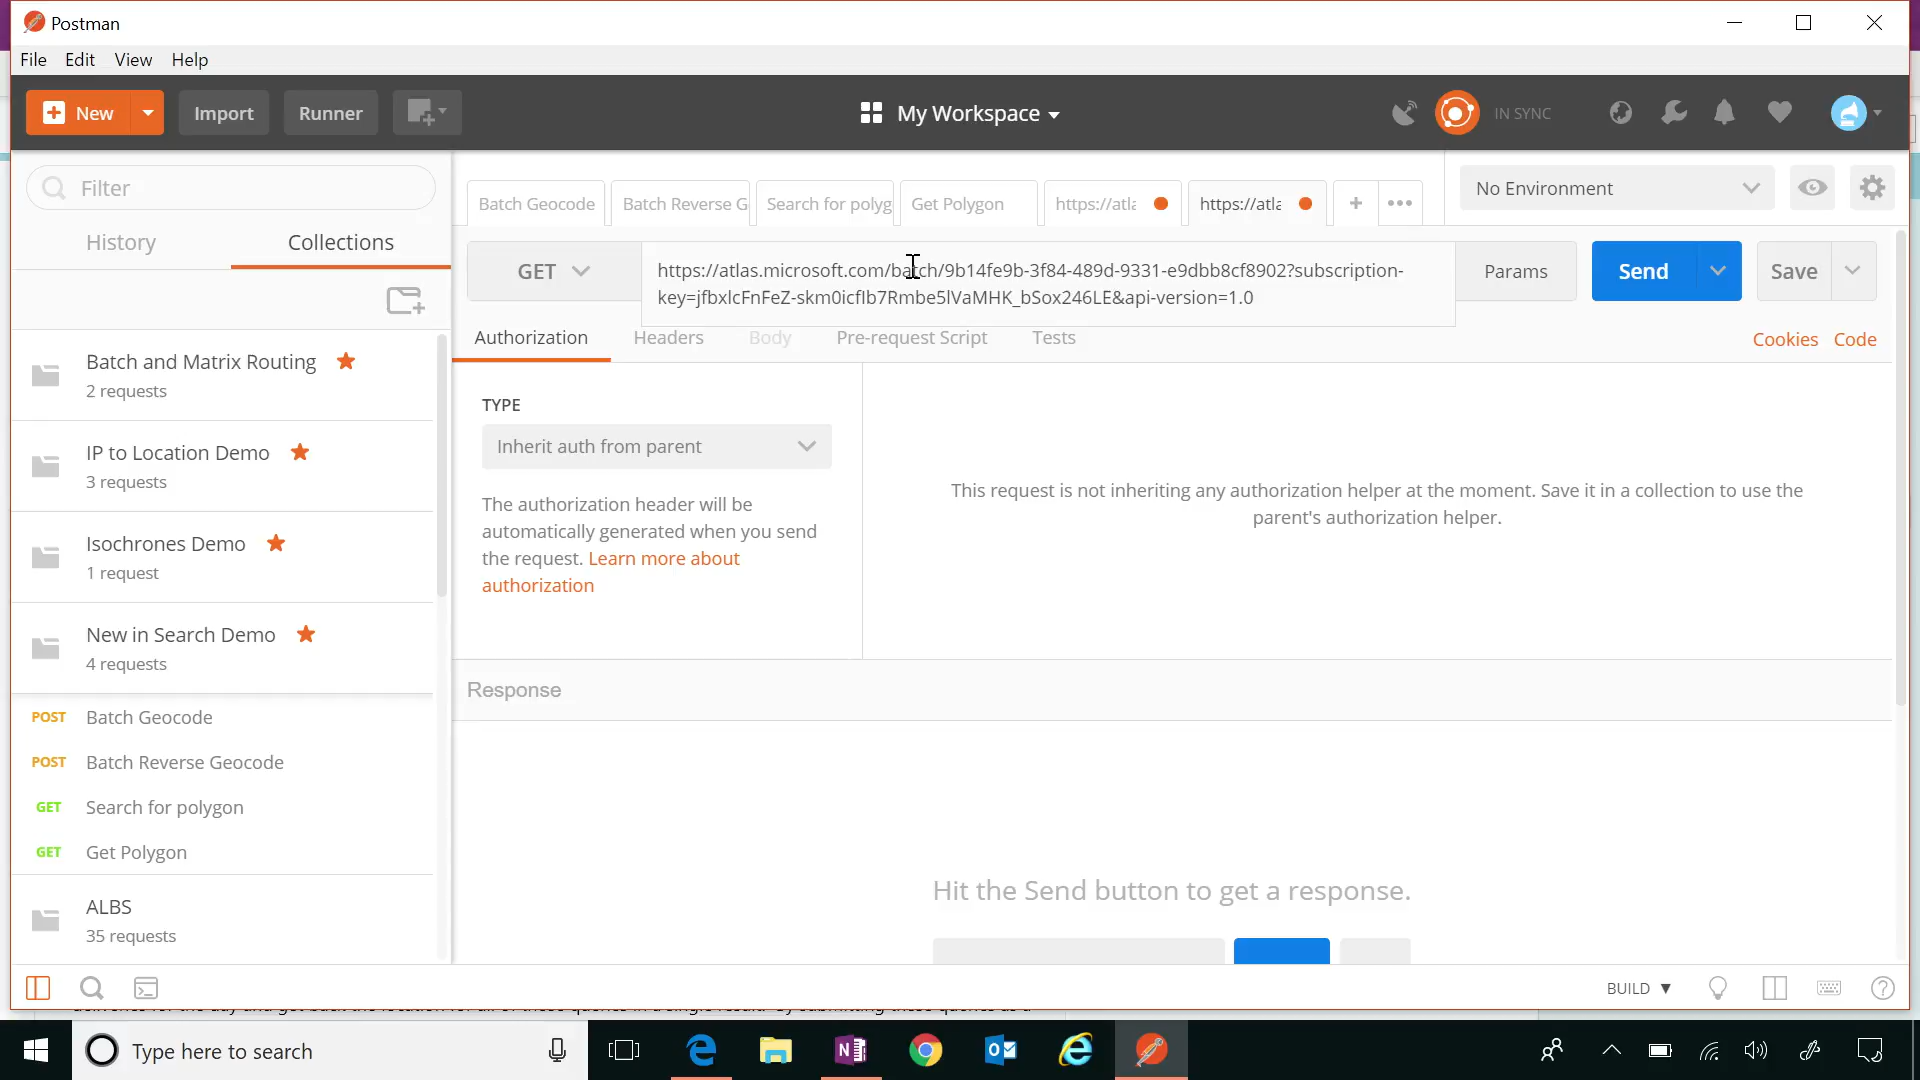 Postman
File Edit View Help
New Import Runner My Workspace IN SYNC
Filter
History Collections
Batch and Matrix Routing
2 requests
IP to Location Demo
3 requests
Isochrones Demo
1 request
New in Search Demo
4 requests
POST Batch Geocode
POST Batch Reverse Geocode
GET Search for polygon
GET Get Polygon
ALBS
35 requests
Batch Geocode Batch Reverse G Search for polyg Get Polygon https://atla https://atla + •••
No Environment
GET
https://atlas.microsoft.com/batch/9b14fe9b-3f84-489d-9331-e9dbb8cf8902?subscription-
key=jfbxlcFnFeZ-skm0icfIb7Rmbe5lVaMHK_bSox246LE&api-version=1.0
Params Send Save
Authorization Headers Body Pre-request Script Tests Cookies Code
TYPE
Inherit auth from parent
The authorization header will be
automatically generated when you send
the request. Learn more about
authorization
This request is not inheriting any authorization helper at the moment. Save it in a collection to use the
parent's authorization helper.
Response
Hit the Send button to get a response.
BUILD
Type here to search